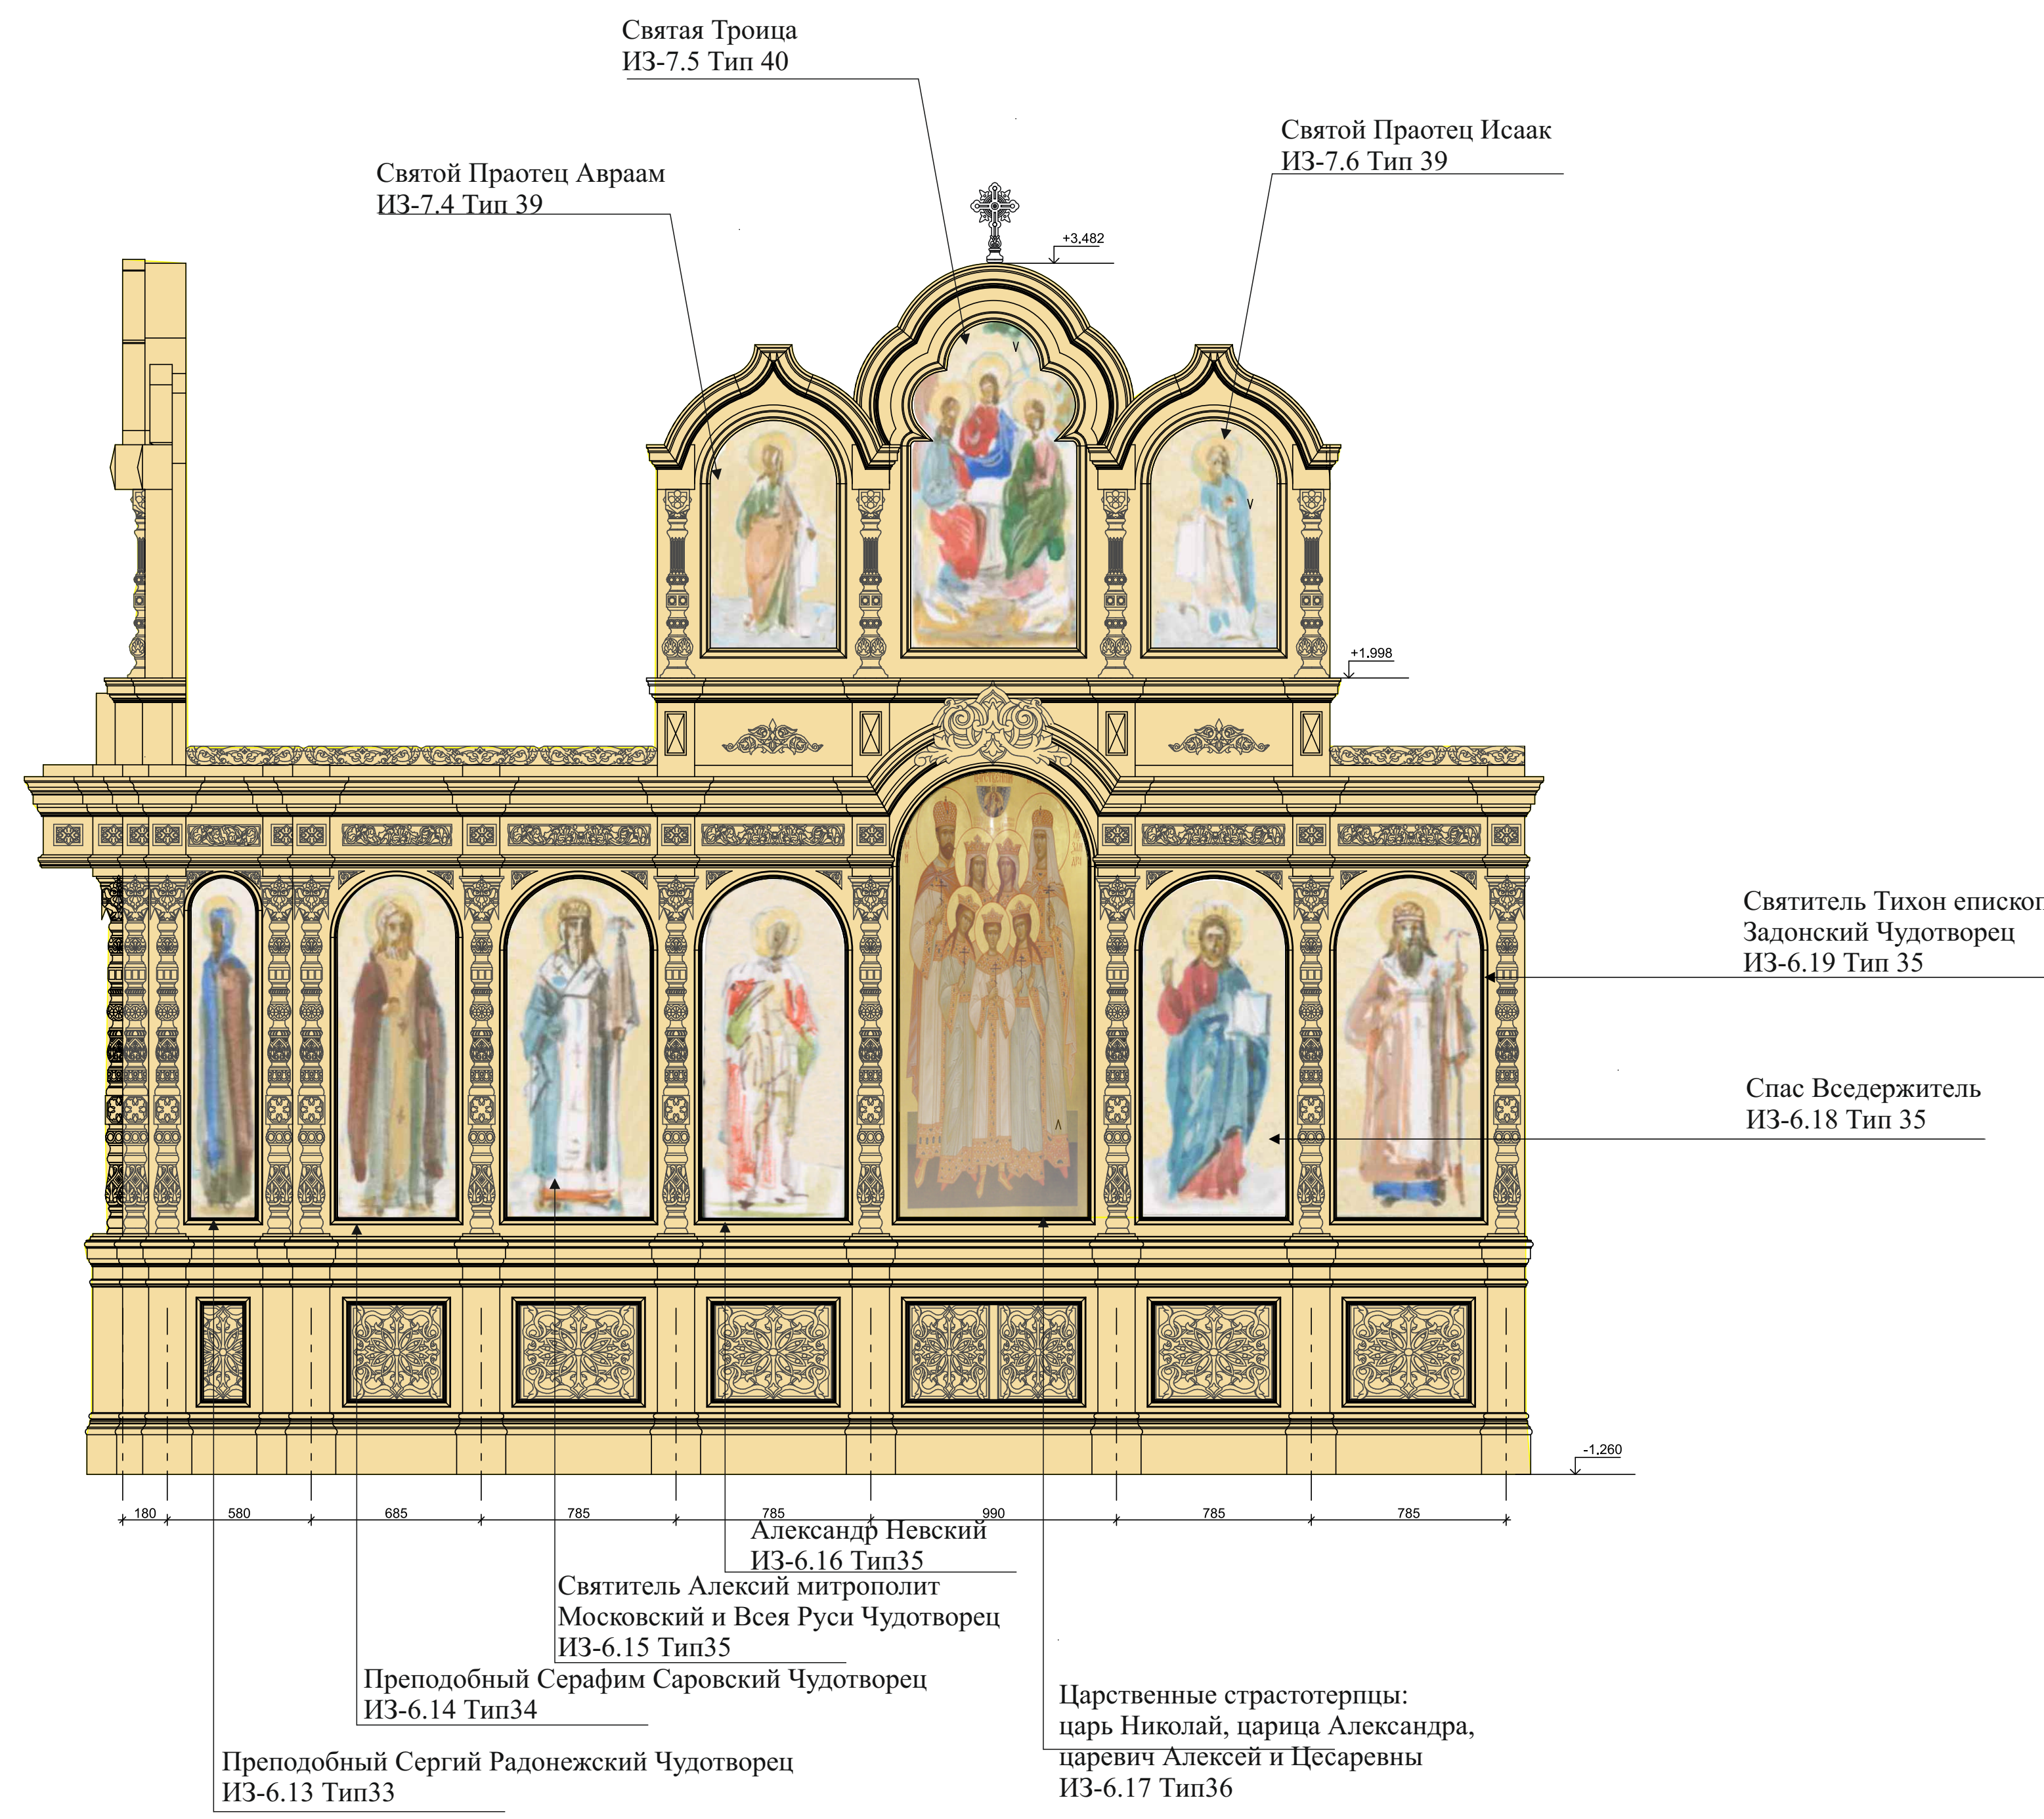 Святая Троица
ИЗ-7.5 Тип 40
Святой Праотец Исаак
ИЗ-7.6 Тип 39
Святой Праотец Авраам
ИЗ-7.4 Тип 39
+3.482
+1.998
Святитель Тихон епископ
Задонский Чудотворец
ИЗ-6.19 Тип 35
Спас Вседержитель
ИЗ-6.18 Тип 35
-1.260
180 580 685 785 785 990 785 785
Александр Невский
ИЗ-6.16 Тип35
Святитель Алексий митрополит
Московский и Всея Руси Чудотворец
ИЗ-6.15 Тип35
Преподобный Серафим Саровский Чудотворец
ИЗ-6.14 Тип34
Царственные страстотерпцы:
царь Николай, царица Александра,
царевич Алексей и Цесаревны
ИЗ-6.17 Тип36
Преподобный Сергий Радонежский Чудотворец
ИЗ-6.13 Тип33